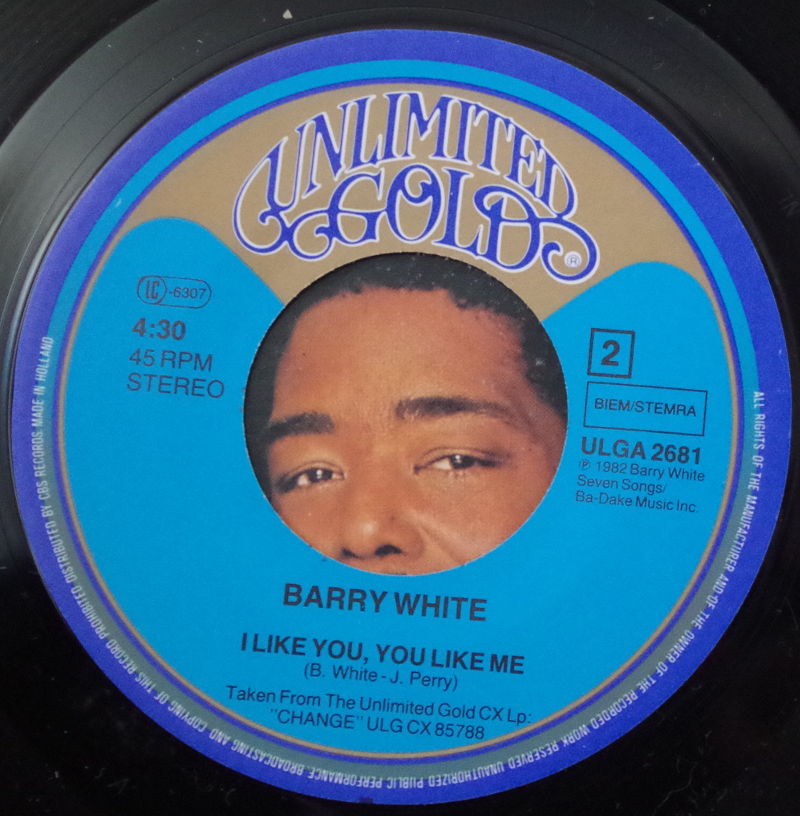 UNLIMITED
GOLD
®
LC-6307
4:30
45 RPM
STEREO
2
BIEM/STEMRA
ULGA 2681
℗ 1982 Barry White
Seven Songs/
Ba-Dake Music Inc.
BARRY WHITE
I LIKE YOU, YOU LIKE ME
(B. White - J. Perry)
Taken From The Unlimited Gold CX Lp:
"CHANGE" ULG CX 85788
ALL RIGHTS OF THE MANUFACTURER AND OF THE OWNER OF THE RECORDED WORK RESERVED UNAUTHORIZED PUBLIC PERFORMANCE BROADCASTING AND COPYING OF THIS RECORD PROHIBITED DISTRIBUTED BY CBS RECORDS MADE IN HOLLAND